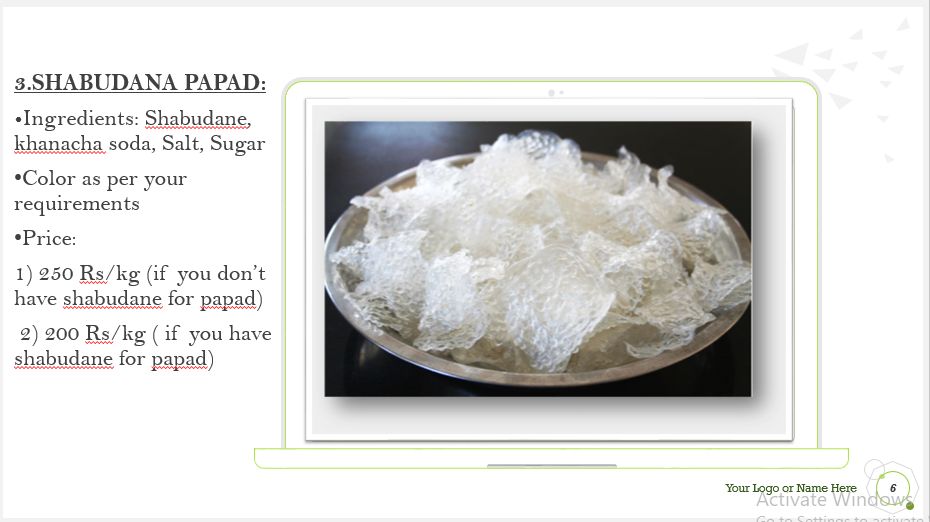 3.SHABUDANA PAPAD:
•Ingredients: Shabudane,
khanacha soda, Salt, Sugar
•Color as per your
requirements
•Price:
1) 250 Rs/kg (if you don't
have shabudane for papad)
2) 200 Rs/kg ( if you have
shabudane for papad)
Your Logo or Name Here
6
Activate Windows
Go to Settings to activate